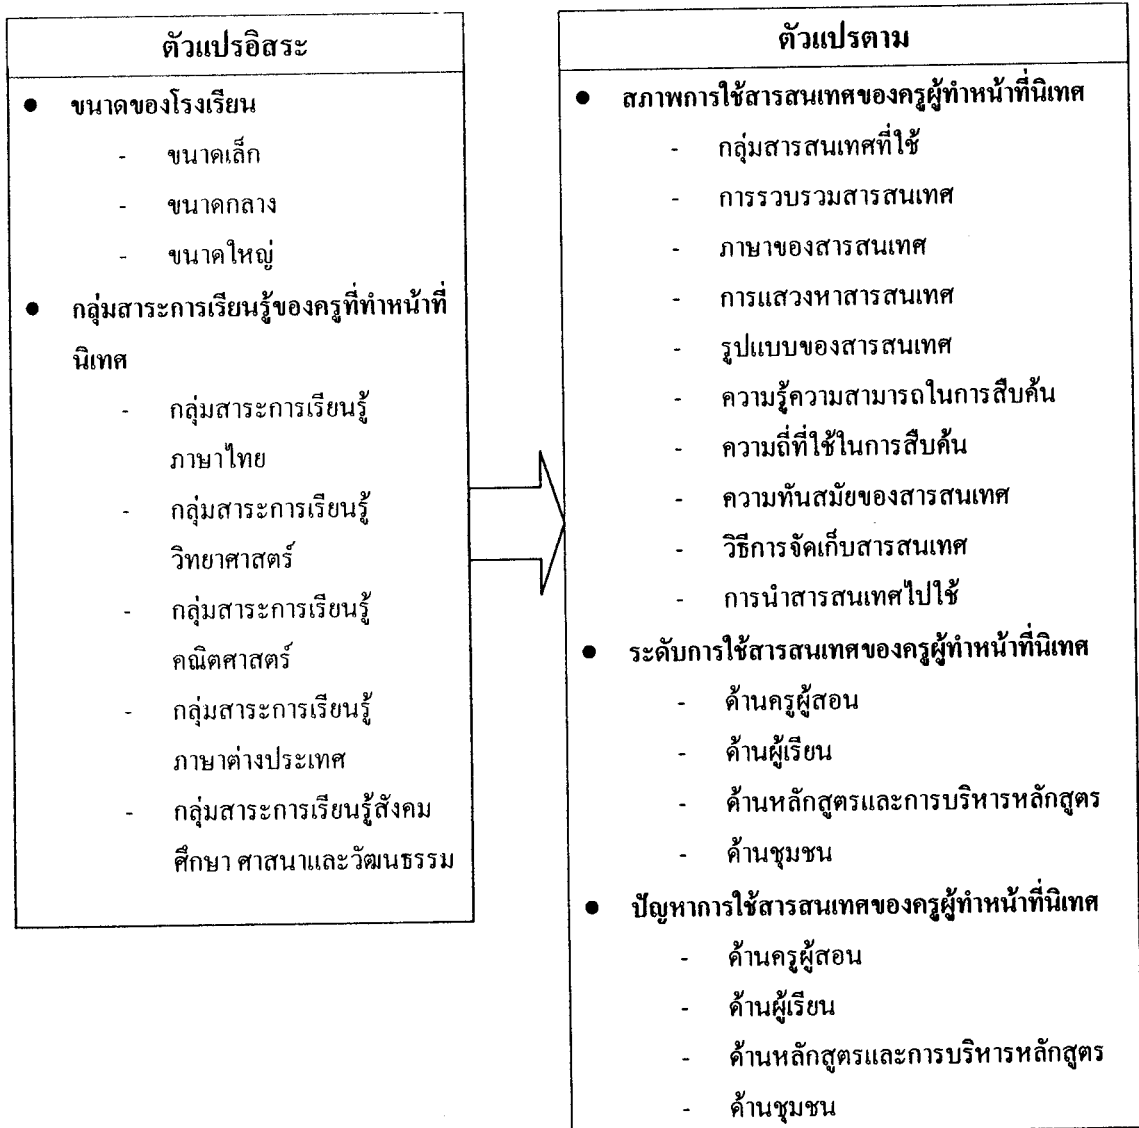 ตัวแปรอิสระ
● ขนาดของโรงเรียน
- ขนาดเล็ก
- ขนาดกลาง
- ขนาดใหญ่
● กลุ่มสาระการเรียนรู้ของครูที่ทำหน้าที่
นิเทศ
- กลุ่มสาระการเรียนรู้
ภาษาไทย
- กลุ่มสาระการเรียนรู้
วิทยาศาสตร์
- กลุ่มสาระการเรียนรู้
คณิตศาสตร์
- กลุ่มสาระการเรียนรู้
ภาษาต่างประเทศ
- กลุ่มสาระการเรียนรู้สังคม
ศึกษา ศาสนาและวัฒนธรรม
ตัวแปรตาม
● สภาพการใช้สารสนเทศของครูผู้ทำหน้าที่นิเทศ
- กลุ่มสารสนเทศที่ใช้
- การรวบรวมสารสนเทศ
- ภาษาของสารสนเทศ
- การแสวงหาสารสนเทศ
- รูปแบบของสารสนเทศ
- ความรู้ความสามารถในการสืบค้น
- ความถี่ที่ใช้ในการสืบค้น
- ความทันสมัยของสารสนเทศ
- วิธีการจัดเก็บสารสนเทศ
- การนำสารสนเทศไปใช้
● ระดับการใช้สารสนเทศของครูผู้ทำหน้าที่นิเทศ
- ด้านครูผู้สอน
- ด้านผู้เรียน
- ด้านหลักสูตรและการบริหารหลักสูตร
- ด้านชุมชน
● ปัญหาการใช้สารสนเทศของครูผู้ทำหน้าที่นิเทศ
- ด้านครูผู้สอน
- ด้านผู้เรียน
- ด้านหลักสูตรและการบริหารหลักสูตร
- ด้านชุมชน